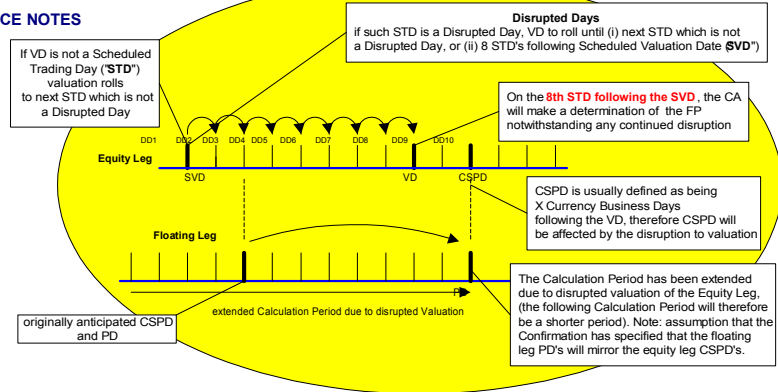 CE NOTES
If VD is not a Scheduled
Trading Day ("STD")
valuation rolls
to next STD which is not
a Disrupted Day
Disrupted Days
if such STD is a Disrupted Day, VD to roll until (i) next STD which is not
a Disrupted Day, or (ii) 8 STD's following Scheduled Valuation Date (SVD")
On the 8th STD following the SVD, the CA
will make a determination of the FP
notwithstanding any continued disruption
DD1 DD2 DD3 DD4 DD5 DD6 DD7 DD8 DD9 DD10
Equity Leg
SVD VD CSPD
CSPD is usually defined as being
X Currency Business Days
following the VD, therefore CSPD will
be affected by the disruption to valuation
Floating Leg
PD
extended Calculation Period due to disrupted Valuation
originally anticipated CSPD
and PD
The Calculation Period has been extended
due to disrupted valuation of the Equity Leg,
(the following Calculation Period will therefore
be a shorter period). Note: assumption that the
Confirmation has specified that the floating
leg PD's will mirror the equity leg CSPD's.